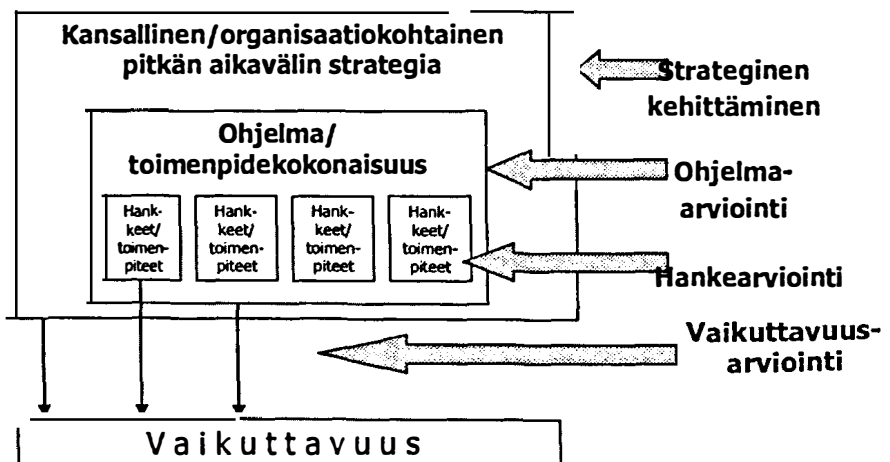 Kansallinen/organisaatiokohtainen
pitkän aikavälin strategia
Strateginen
kehittäminen
Ohjelma/
toimenpidekokonaisuus
Ohjelma-
arviointi
Hank-
keet/
toimen-
piteet
Hank-
keet/
toimen-
piteet
Hank-
keet/
toimen-
piteet
Hank-
keet/
toimen-
piteet
Hankearviointi
Vaikuttavuus-
arviointi
Vaikuttavuus